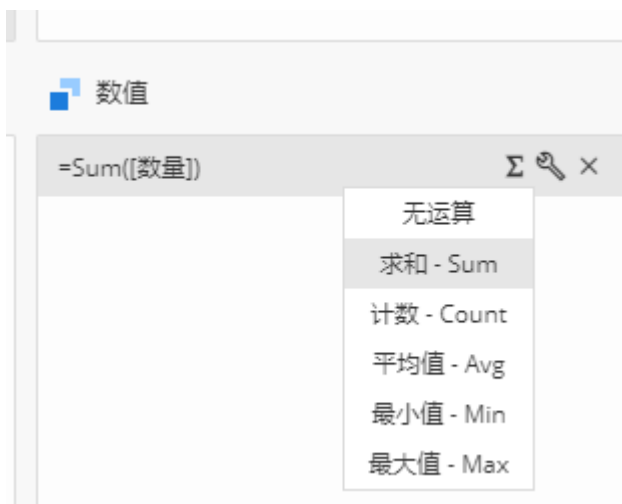 数值
=Sum([数量]) Σ
无运算
求和 - Sum
计数 - Count
平均值 - Avg
最小值 - Min
最大值 - Max